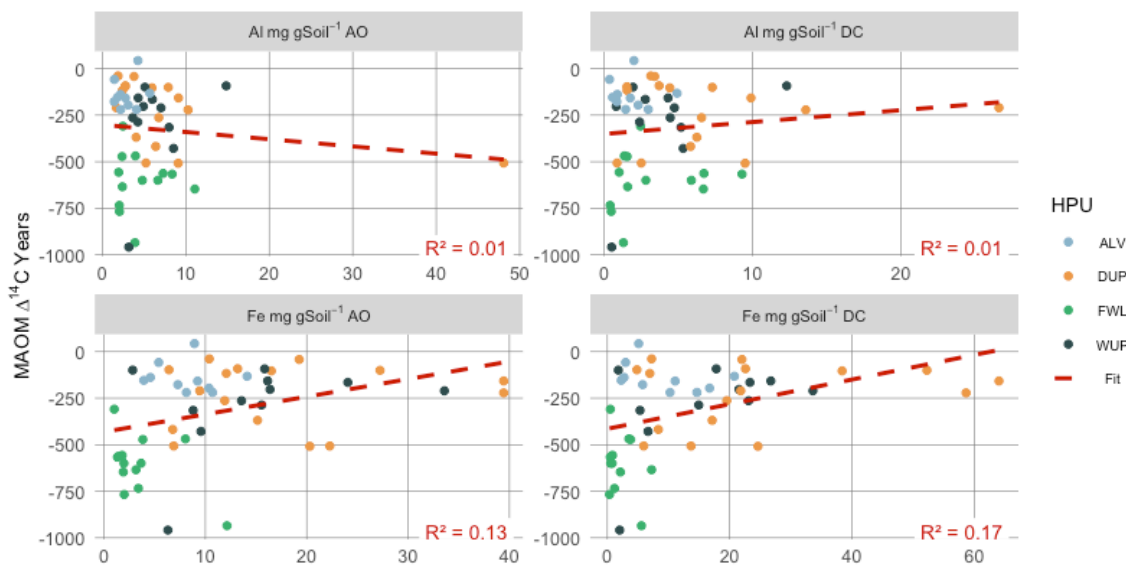 Al mg gSoil⁻¹ AO
Al mg gSoil⁻¹ DC
0
-250
-500
-750
-1000
R² = 0.01
0 10 20 30 40 50
0
-250
-500
-750
-1000
R² = 0.01
0 10 20
MAOM Δ¹⁴C Years
Fe mg gSoil⁻¹ AO
Fe mg gSoil⁻¹ DC
0
-250
-500
-750
-1000
R² = 0.13
0 10 20 30 40
0
-250
-500
-750
-1000
R² = 0.17
0 20 40 60
HPU
ALV
DUP
FWL
WUP
Fit